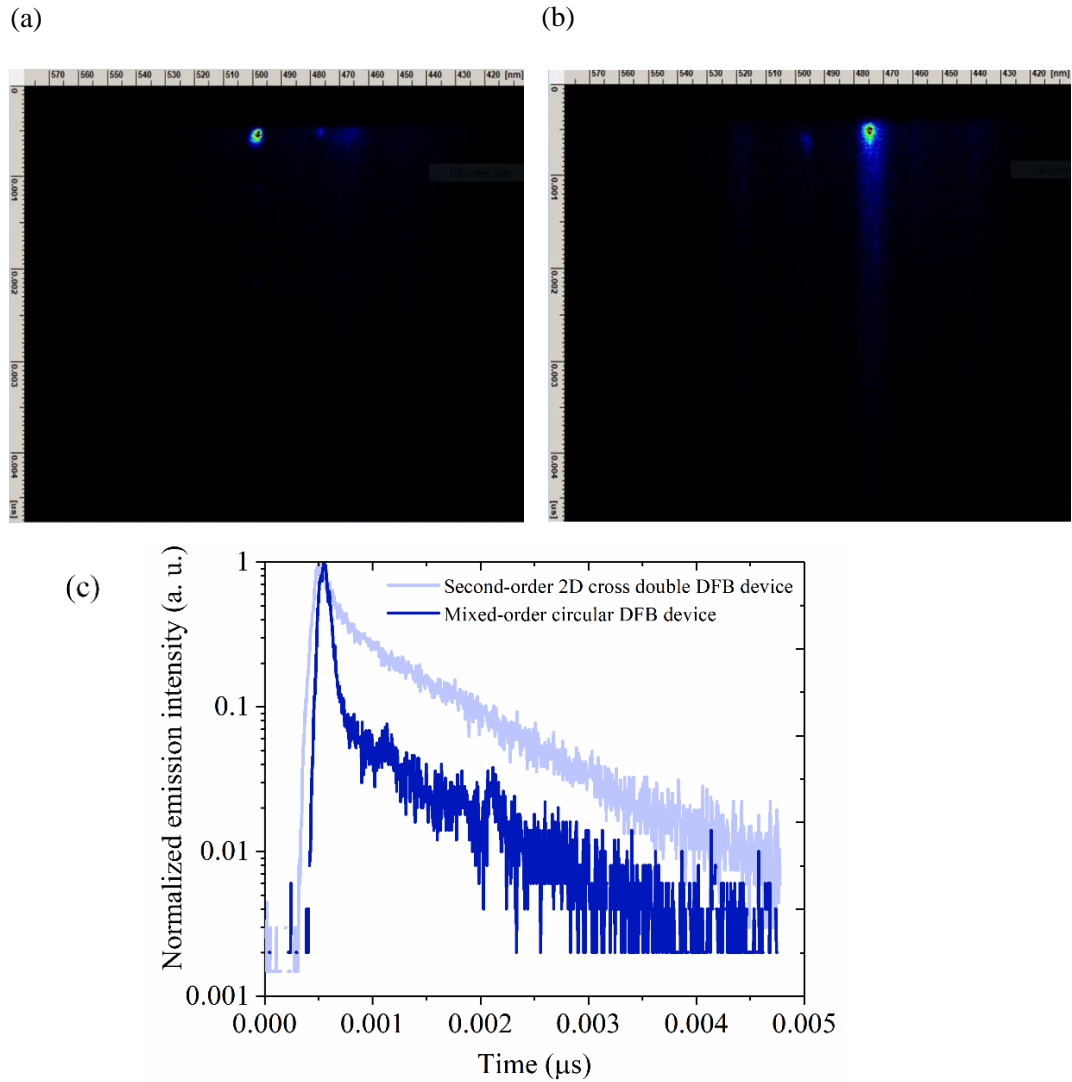 (a) (b)
570 560 550 540 530 520 510 500 490 480 470 460 450 440 430 420 [nm]
570 560 550 540 530 520 510 500 490 480 470 460 450 440 430 420 [nm]
0
0.001
0.002
0.003
0.004
[us]
0
0.001
0.002
0.003
0.004
[us]
(c)
Normalized emission intensity (a. u.)
1
0.1
0.01
0.001
Second-order 2D cross double DFB device
Mixed-order circular DFB device
0.000 0.001 0.002 0.003 0.004 0.005
Time (μs)